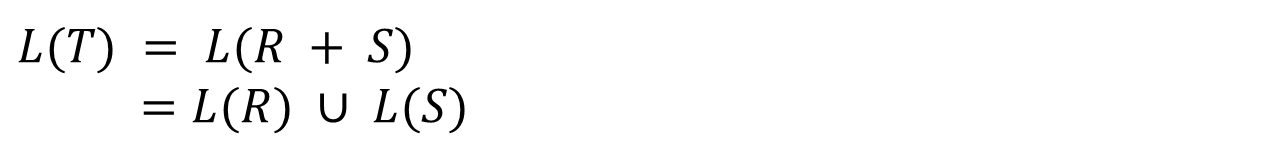 L(T) = L(R + S)
= L(R) ∪ L(S)